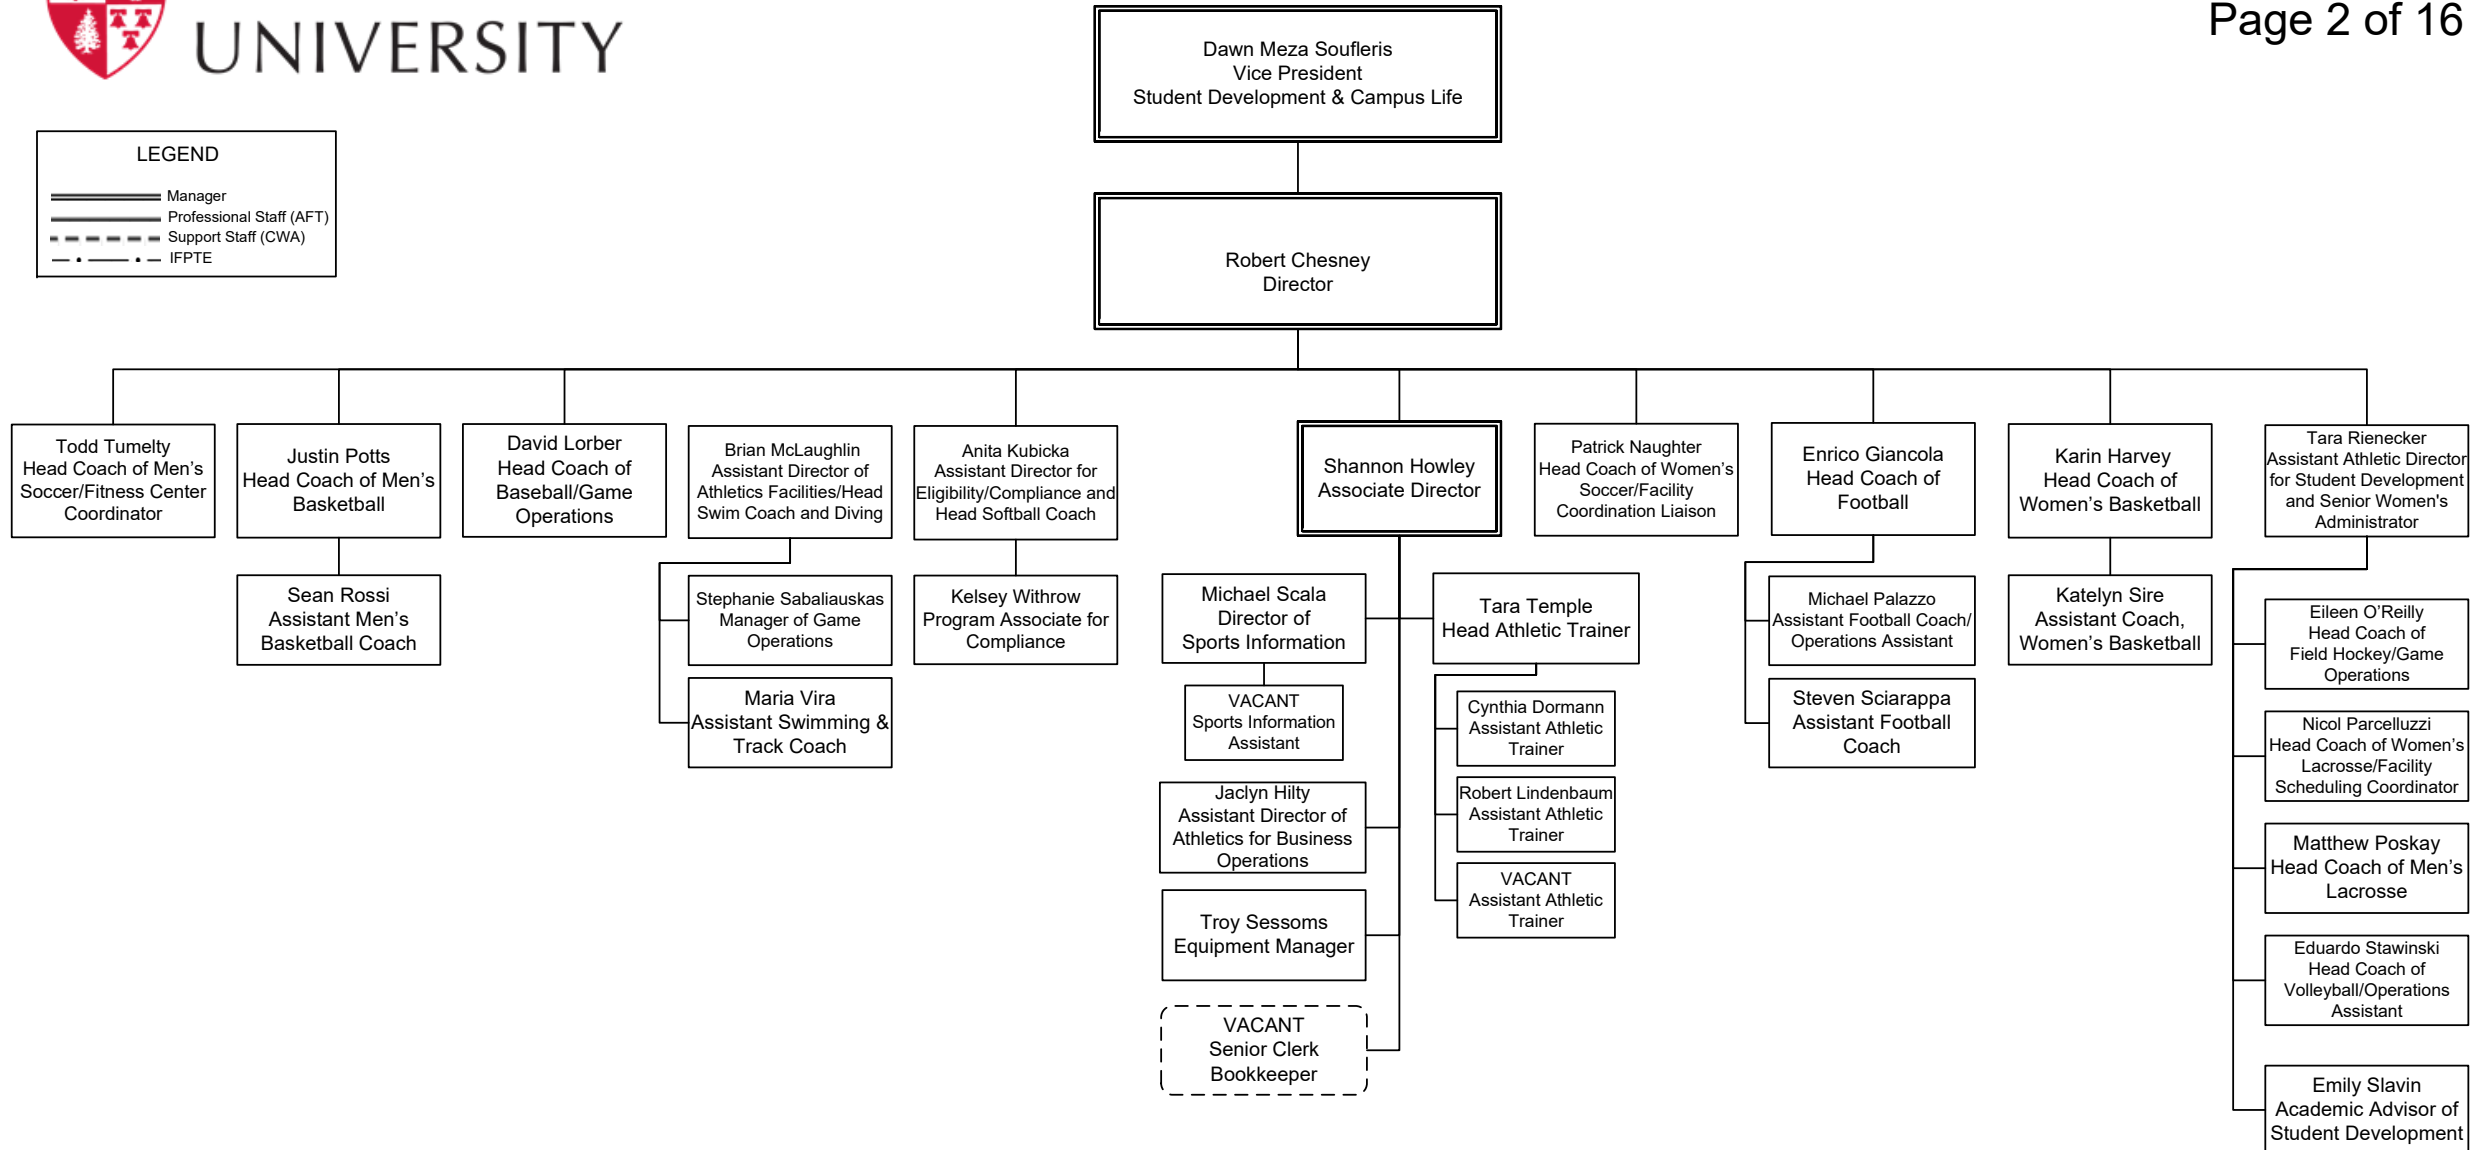 UNIVERSITY
Page 2 of 16
LEGEND
Manager
Professional Staff (AFT)
Support Staff (CWA)
IFPTE
Dawn Meza Soufleris
Vice President
Student Development & Campus Life
Robert Chesney
Director
Todd Tumelty
Head Coach of Men’s
Soccer/Fitness Center
Coordinator
Justin Potts
Head Coach of Men’s
Basketball
David Lorber
Head Coach of
Baseball/Game
Operations
Brian McLaughlin
Assistant Director of
Athletics Facilities/Head
Swim Coach and Diving
Anita Kubicka
Assistant Director for
Eligibility/Compliance and
Head Softball Coach
Shannon Howley
Associate Director
Patrick Naughter
Head Coach of Women’s
Soccer/Facility
Coordination Liaison
Enrico Giancola
Head Coach of
Football
Karin Harvey
Head Coach of
Women’s Basketball
Tara Rienecker
Assistant Athletic Director
for Student Development
and Senior Women's
Administrator
Sean Rossi
Assistant Men’s
Basketball Coach
Stephanie Sabaliauskas
Manager of Game
Operations
Maria Vira
Assistant Swimming &
Track Coach
Kelsey Withrow
Program Associate for
Compliance
Michael Scala
Director of
Sports Information
VACANT
Sports Information
Assistant
Jaclyn Hilty
Assistant Director of
Athletics for Business
Operations
Troy Sessoms
Equipment Manager
VACANT
Senior Clerk
Bookkeeper
Tara Temple
Head Athletic Trainer
Cynthia Dormann
Assistant Athletic
Trainer
Robert Lindenbaum
Assistant Athletic
Trainer
VACANT
Assistant Athletic
Trainer
Michael Palazzo
Assistant Football Coach/
Operations Assistant
Steven Sciarappa
Assistant Football
Coach
Katelyn Sire
Assistant Coach,
Women’s Basketball
Eileen O’Reilly
Head Coach of
Field Hockey/Game
Operations
Nicol Parcelluzzi
Head Coach of Women’s
Lacrosse/Facility
Scheduling Coordinator
Matthew Poskay
Head Coach of Men’s
Lacrosse
Eduardo Stawinski
Head Coach of
Volleyball/Operations
Assistant
Emily Slavin
Academic Advisor of
Student Development